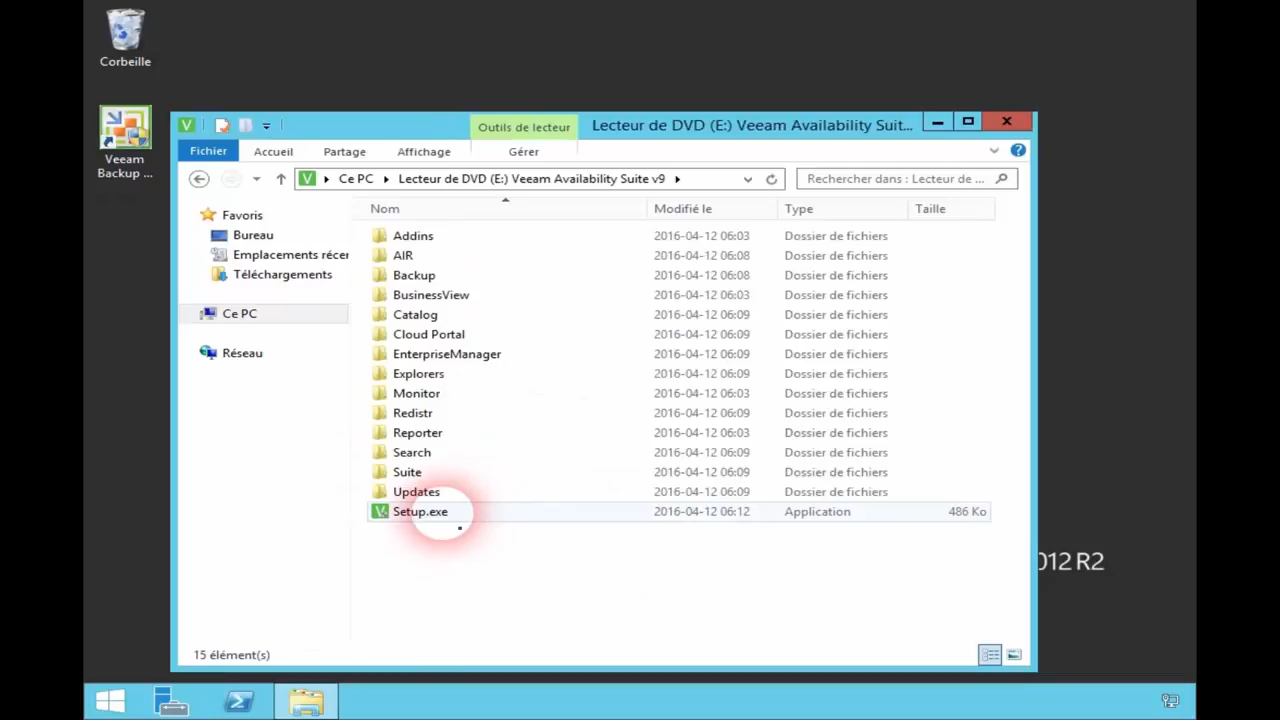 Corbeille
Veeam
Backup ...
Outils de lecteur
Lecteur de DVD (E:) Veeam Availability Suit...
Fichier
Accueil
Partage
Affichage
Gérer
Ce PC
Lecteur de DVD (E:) Veeam Availability Suite v9
Rechercher dans : Lecteur de ...
Nom
Modifié le
Type
Taille
Favoris
Bureau
Emplacements récer
Téléchargements
Ce PC
Réseau
Addins 2016-04-12 06:03 Dossier de fichiers
AIR 2016-04-12 06:08 Dossier de fichiers
Backup 2016-04-12 06:08 Dossier de fichiers
BusinessView 2016-04-12 06:03 Dossier de fichiers
Catalog 2016-04-12 06:09 Dossier de fichiers
Cloud Portal 2016-04-12 06:09 Dossier de fichiers
EnterpriseManager 2016-04-12 06:09 Dossier de fichiers
Explorers 2016-04-12 06:09 Dossier de fichiers
Monitor 2016-04-12 06:03 Dossier de fichiers
Redistr 2016-04-12 06:09 Dossier de fichiers
Reporter 2016-04-12 06:03 Dossier de fichiers
Search 2016-04-12 06:09 Dossier de fichiers
Suite 2016-04-12 06:09 Dossier de fichiers
Updates 2016-04-12 06:09 Dossier de fichiers
Setup.exe 2016-04-12 06:12 Application 486 Ko
012 R2
15 élément(s)